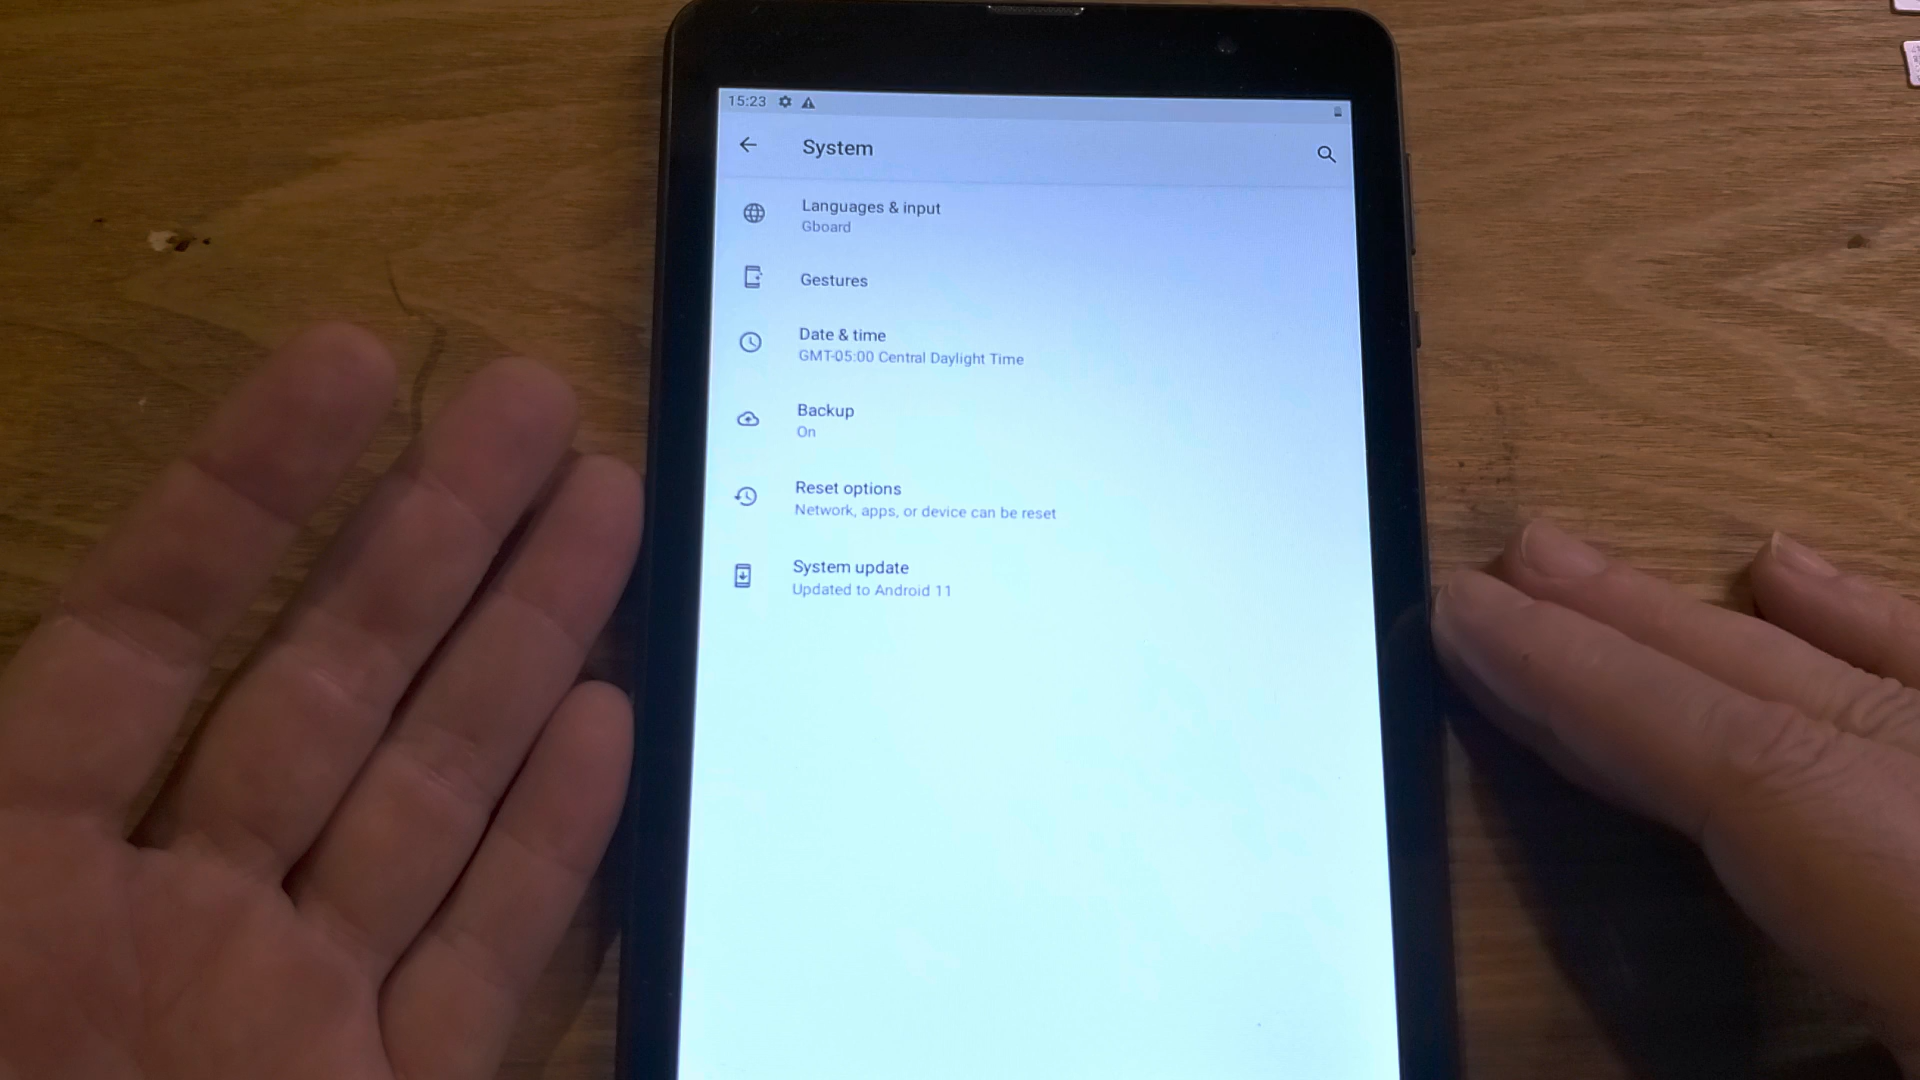 15:23
System
Languages & input
Gboard
Gestures
Date & time
GMT-05:00 Central Daylight Time
Backup
On
Reset options
Network, apps, or device can be reset
System update
Updated to Android 11